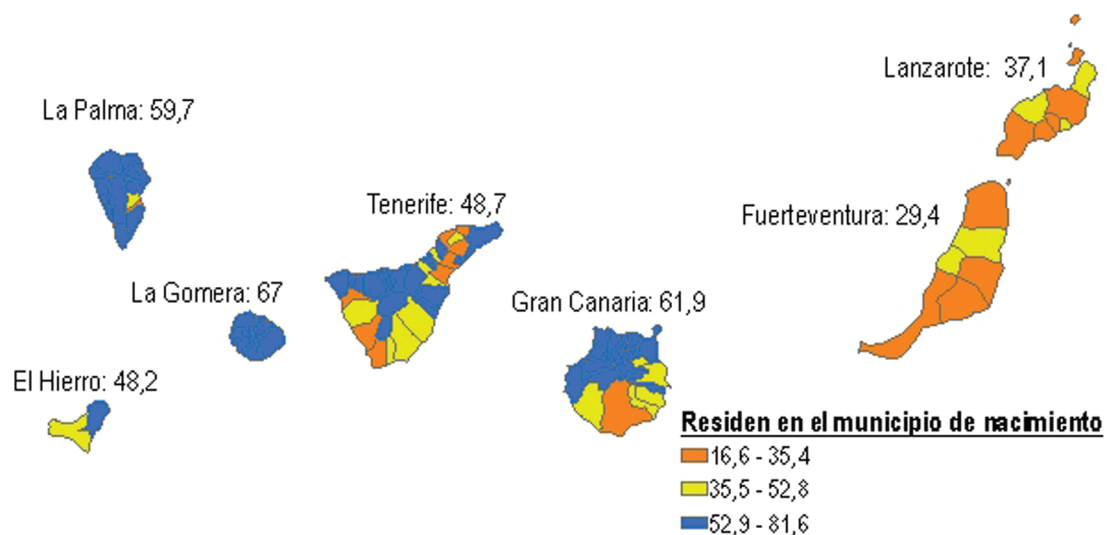 Lanzarote: 37,1
La Palma: 59,7
Tenerife: 48,7
Fuerteventura: 29,4
La Gomera: 67
Gran Canaria: 61,9
El Hierro: 48,2
Residen en el municipio de nacimiento
16,6 - 35,4
35,5 - 52,8
52,9 - 81,6